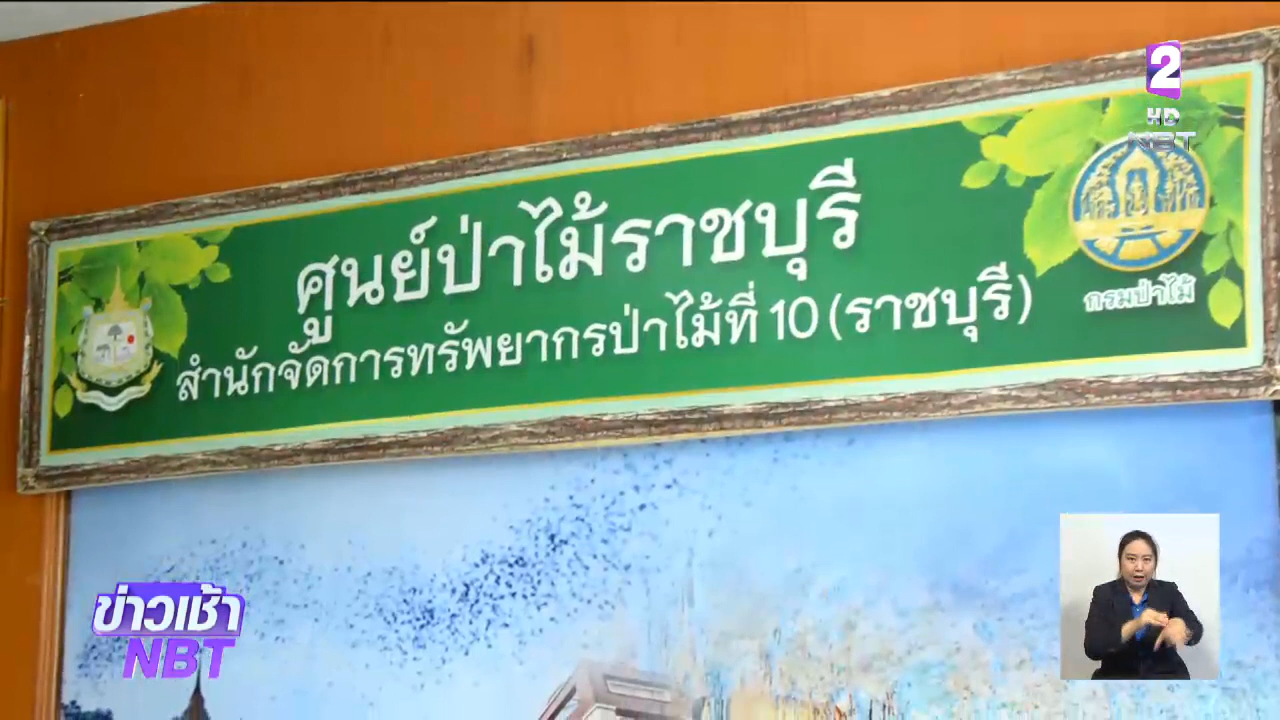 2
HD
NBT
ศูนย์ป่าไม้ราชบุรี
สำนักจัดการทรัพยากรป่าไม้ที่ 10 (ราชบุรี)
กรมป่าไม้
ข่าวเช้า
NBT